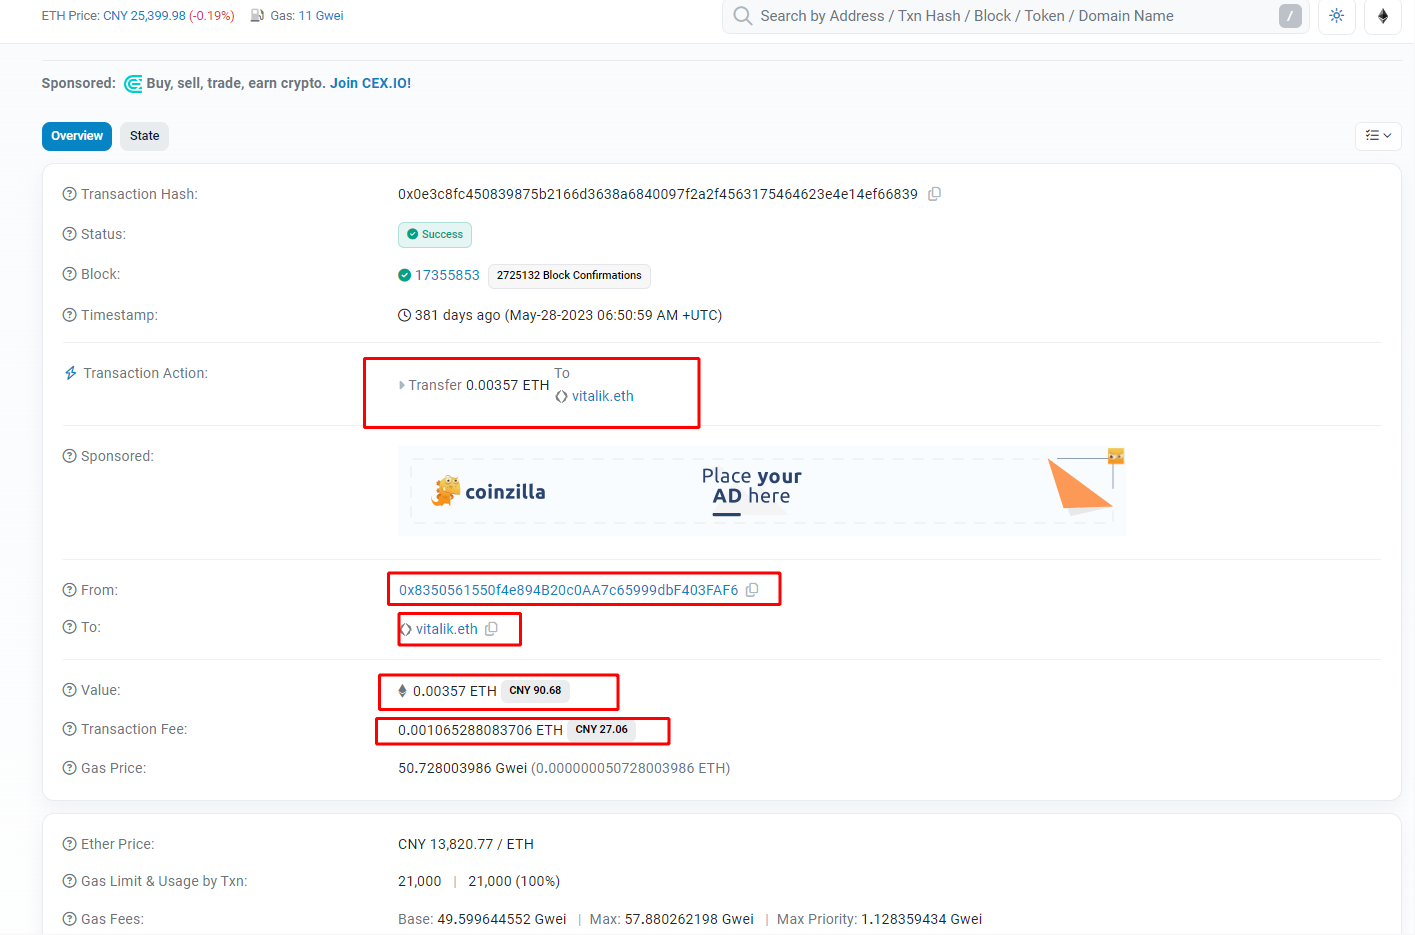 ETH Price: CNY 25,399.98 (-0.19%) Gas: 11 Gwei
Search by Address / Txn Hash / Block / Token / Domain Name /
Sponsored: Buy, sell, trade, earn crypto. Join CEX.IO!
Overview State
Transaction Hash: 0x0e3c8fc450839875b2166d3638a6840097f2a2f4563175464623e4e14ef66839
Status: Success
Block: 17355853 2725132 Block Confirmations
Timestamp: 381 days ago (May-28-2023 06:50:59 AM +UTC)
Transaction Action: Transfer 0.00357 ETH To
vitalik.eth
Sponsored:
coinzilla
Place your
AD here
From: 0x8350561550f4e894B20c0AA7c65999dbF403FAF6
To: vitalik.eth
Value: 0.00357 ETH CNY 90.68
Transaction Fee: 0.001065288083706 ETH CNY 27.06
Gas Price: 50.728003986 Gwei (0.000000050728003986 ETH)
Ether Price: CNY 13,820.77 / ETH
Gas Limit & Usage by Txn: 21,000 | 21,000 (100%)
Gas Fees: Base: 49.599644552 Gwei | Max: 57.880262198 Gwei | Max Priority: 1.128359434 Gwei